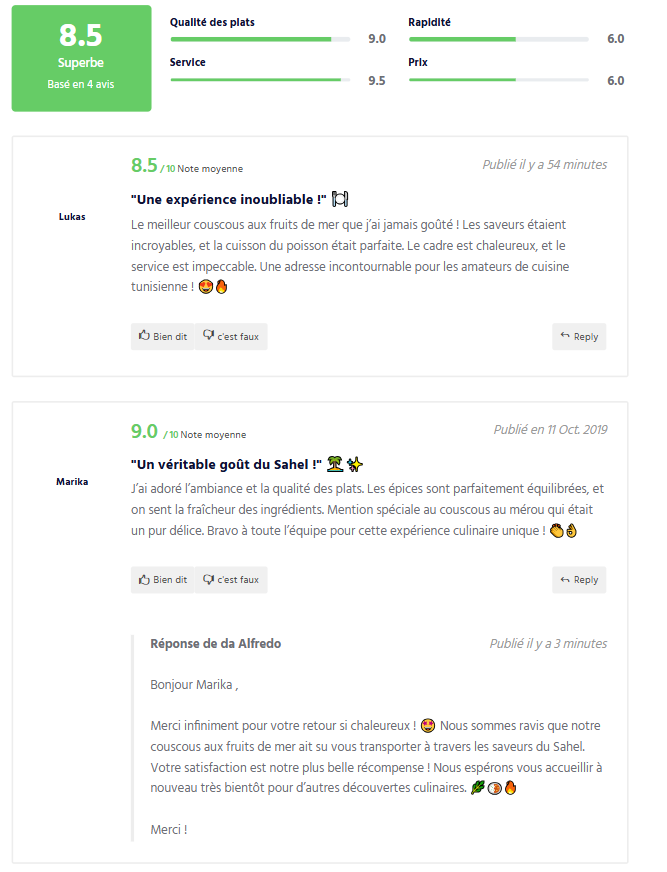 8.5
Superbe
Basé en 4 avis
Qualité des plats
9.0
Rapidité
6.0
Service
9.5
Prix
6.0
8.5 / 10 Note moyenne
Publié il y a 54 minutes
Lukas
"Une expérience inoubliable !" 🍽️
Le meilleur couscous aux fruits de mer que j’ai jamais goûté ! Les saveurs étaient
incroyables, et la cuisson du poisson était parfaite. Le cadre est chaleureux, et le
service est impeccable. Une adresse incontournable pour les amateurs de cuisine
tunisienne ! 😍🔥
Bien dit
c'est faux
Reply
9.0 / 10 Note moyenne
Publié en 11 Oct. 2019
Marika
"Un véritable goût du Sahel !" 🌴✨
J’ai adoré l’ambiance et la qualité des plats. Les épices sont parfaitement équilibrées, et
on sent la fraîcheur des ingrédients. Mention spéciale au couscous au mérou qui était
un pur délice. Bravo à toute l’équipe pour cette expérience culinaire unique ! 👏👌
Bien dit
c'est faux
Reply
Réponse de da Alfredo
Publié il y a 3 minutes
Bonjour Marika ,
Merci infiniment pour votre retour si chaleureux ! 🤩 Nous sommes ravis que notre
couscous aux fruits de mer ait su vous transporter à travers les saveurs du Sahel.
Votre satisfaction est notre plus belle récompense ! Nous espérons vous accueillir à
nouveau très bientôt pour d’autres découvertes culinaires. 🌿🍽️🔥
Merci !